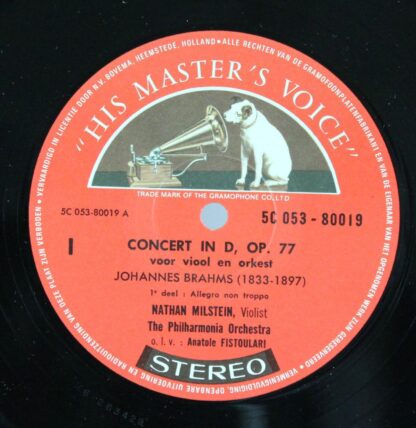 VERVAARDIGD IN LICENTIE DOOR N.V. BOVEMA, HEEMSTEDE, HOLLAND • ALLE RECHTEN VAN DE GRAMOFOONPLATENFABRIKANT EN VAN DE EIGENAAR VAN HET OPGENOMEN WERK ZIJN GERESERVEERD • VERMENIGVULDIGING, OPENBARE UITVOERING EN RADIOUITZENDING VAN DEZE PLAAT ZIJN VERBODEN •
"HIS MASTER'S VOICE"
TRADE MARK OF THE GRAMOPHONE CO., LTD
5C 053-80019 A
5C 053 - 80019
I
CONCERT IN D, OP. 77
voor viool en orkest
JOHANNES BRAHMS (1833-1897)
1e deel : Allegro non troppo
NATHAN MILSTEIN, Violist
The Philharmonia Orchestra
o. l. v. : Anatole FISTOULARI
STEREO